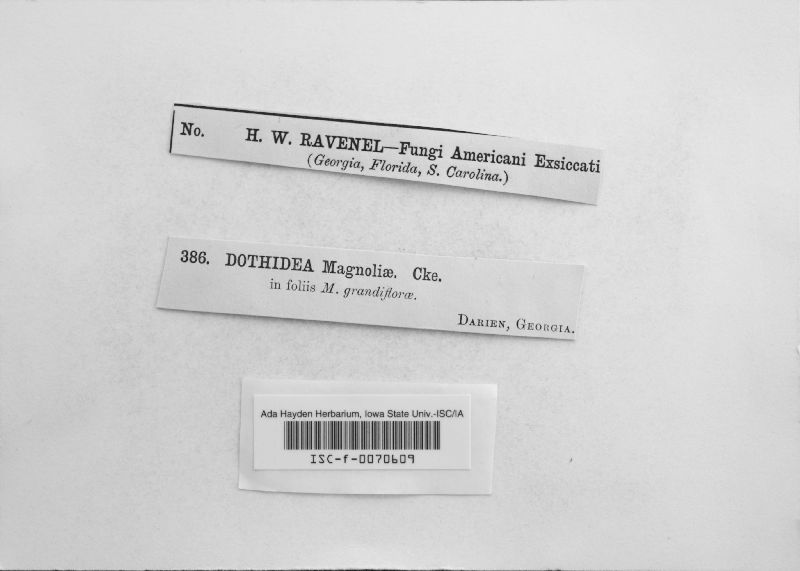 No. H. W. RAVENEL—Fungi Americani Exsiccati
(Georgia, Florida, S. Carolina.)
386. DOTHIDEA Magnoliæ. Cke.
in foliis M. grandifloræ.
DARIEN, GEORGIA.
Ada Hayden Herbarium, Iowa State Univ.-ISC/IA
ISC-f-0070609